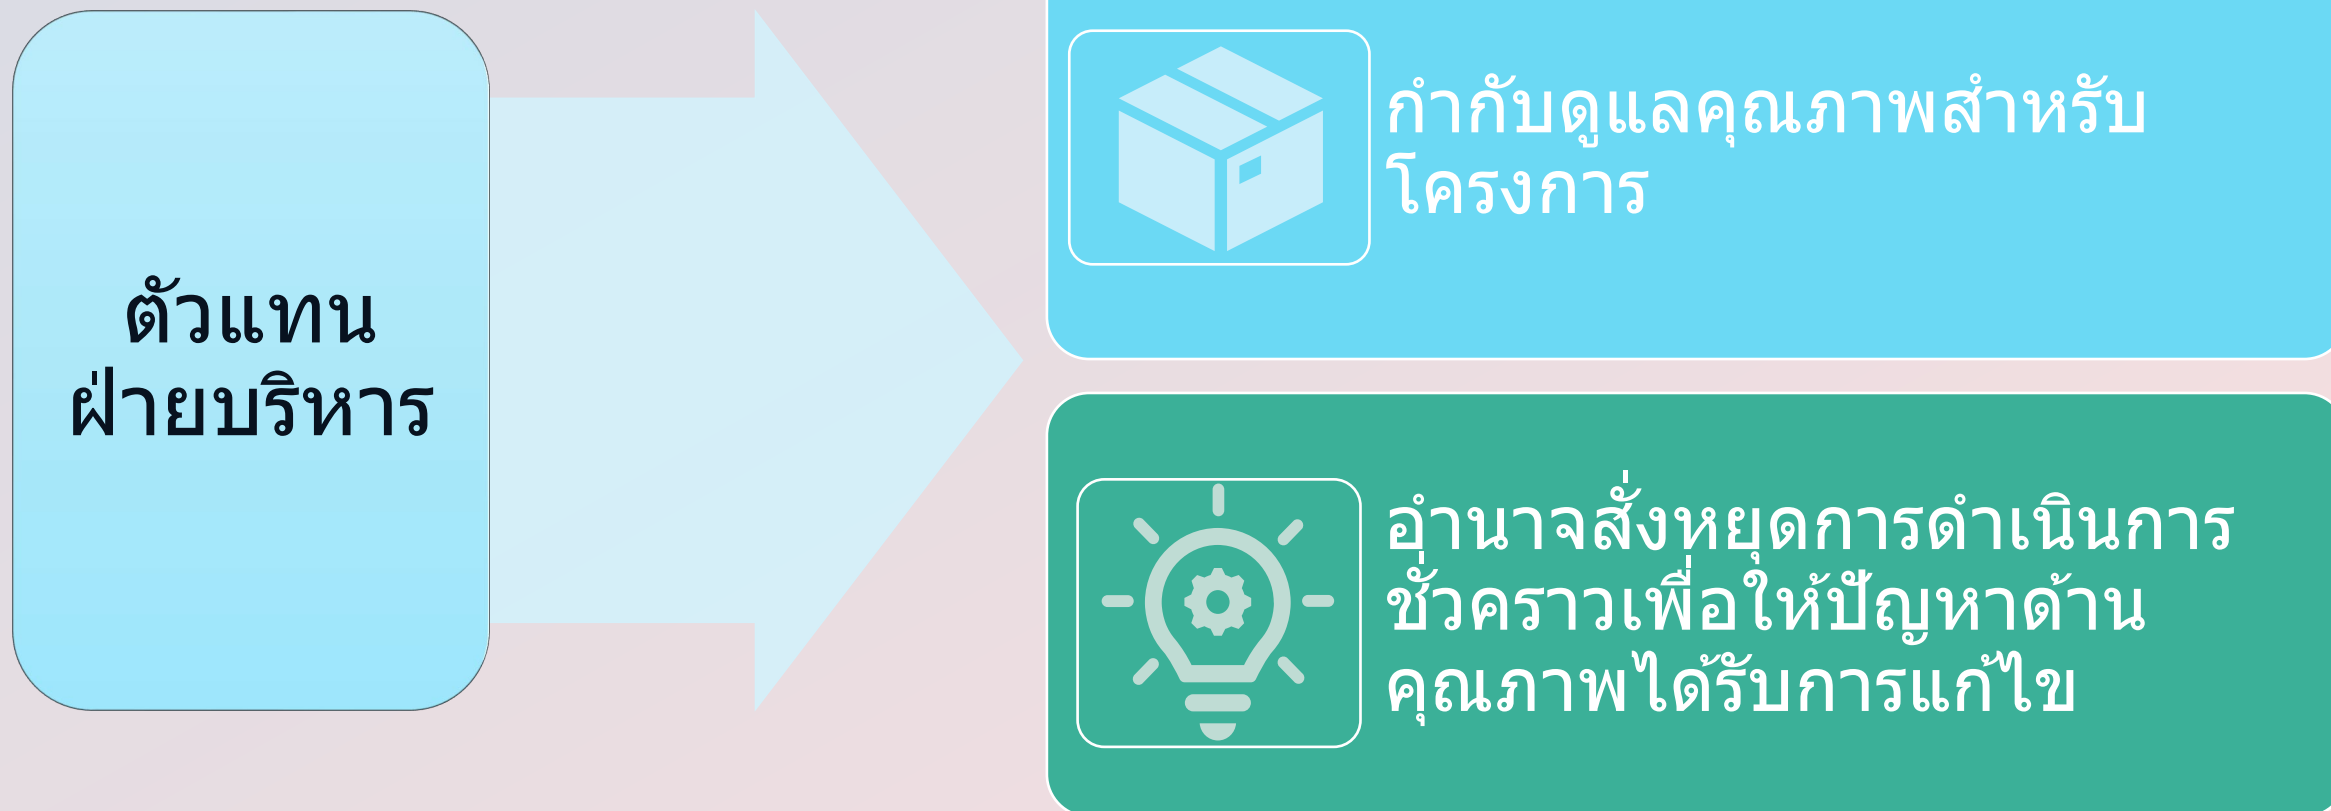 ตัวแทน
ฝ่ายบริหาร
กำกับดูแลคุณภาพสำหรับ
โครงการ
อำนาจสั่งหยุดการดำเนินการ
ชั่วคราวเพื่อให้ปัญหาด้าน
คุณภาพได้รับการแก้ไข